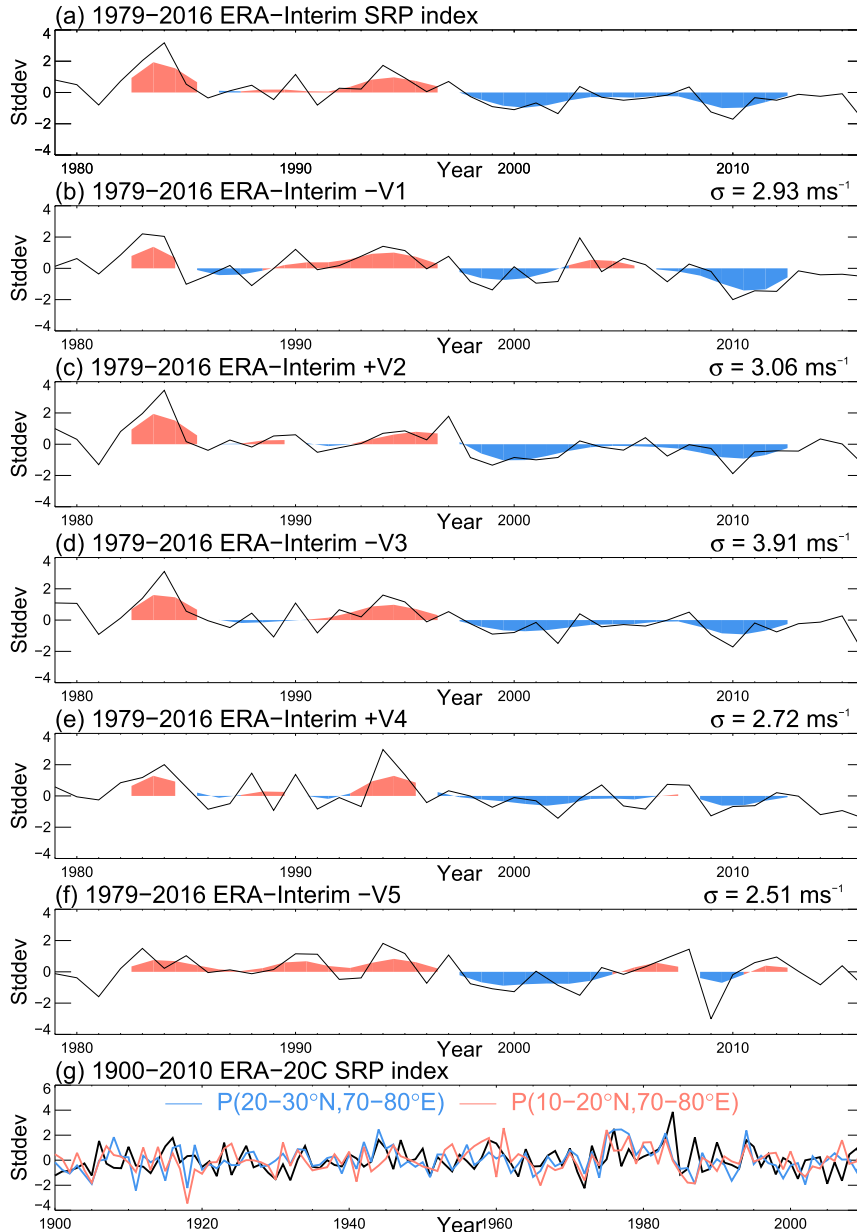 (a) 1979−2016 ERA−Interim SRP index
4
2
0
−2
4
Stddev
1980 1990 2000 2010
Year
(b) 1979−2016 ERA−Interim −V1 σ = 2.93 ms⁻¹
4
2
0
−2
−4
Stddev
1980 1990 2000 2010
Year
(c) 1979−2016 ERA−Interim +V2 σ = 3.06 ms⁻¹
4
2
0
−2
−4
Stddev
1980 1990 2000 2010
Year
(d) 1979−2016 ERA−Interim −V3 σ = 3.91 ms⁻¹
4
2
0
−2
−4
Stddev
1980 1990 2000 2010
Year
(e) 1979−2016 ERA−Interim +V4 σ = 2.72 ms⁻¹
4
2
0
−2
−4
Stddev
1980 1990 2000 2010
Year
(f) 1979−2016 ERA−Interim −V5 σ = 2.51 ms⁻¹
4
2
0
−2
−4
Stddev
1980 1990 2000 2010
Year
(g) 1900−2010 ERA−20C SRP index
P(20−30°N,70−80°E) P(10−20°N,70−80°E)
6
4
2
0
−2
−4
Stddev
1900 1920 1940 1960 1980 2000
Year